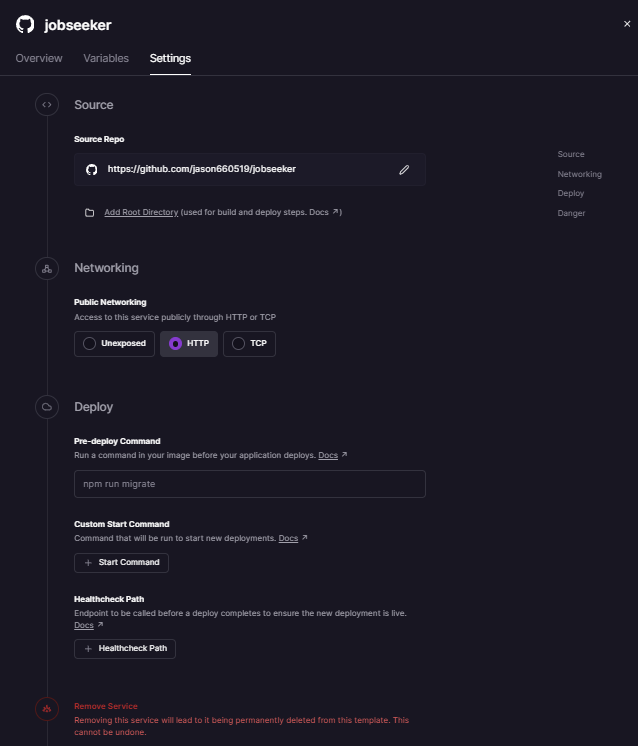 jobseeker
Overview Variables Settings
Source
Source Repo
https://github.com/jason660519/jobseeker
Add Root Directory (used for build and deploy steps. Docs ↗)
Source
Networking
Deploy
Danger
Networking
Public Networking
Access to this service publicly through HTTP or TCP
Unexposed HTTP TCP
Deploy
Pre-deploy Command
Run a command in your image before your application deploys. Docs ↗
npm run migrate
Custom Start Command
Command that will be run to start new deployments. Docs ↗
+ Start Command
Healthcheck Path
Endpoint to be called before a deploy completes to ensure the new deployment is live.
Docs ↗
+ Healthcheck Path
Remove Service
Removing this service will lead to it being permanently deleted from this template. This
cannot be undone.